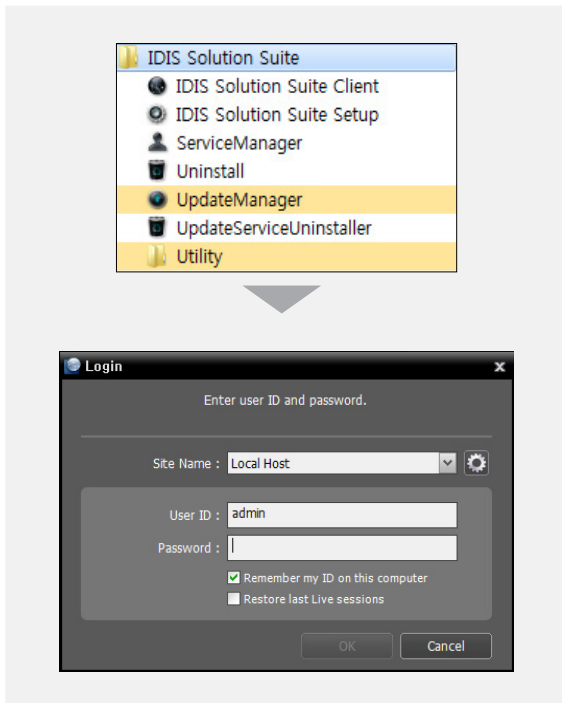 IDIS Solution Suite
IDIS Solution Suite Client
IDIS Solution Suite Setup
ServiceManager
Uninstall
UpdateManager
UpdateServiceUninstaller
Utility
Login x
Enter user ID and password.
Site Name : Local Host
User ID : admin
Password :
Remember my ID on this computer
Restore last Live sessions
OK Cancel